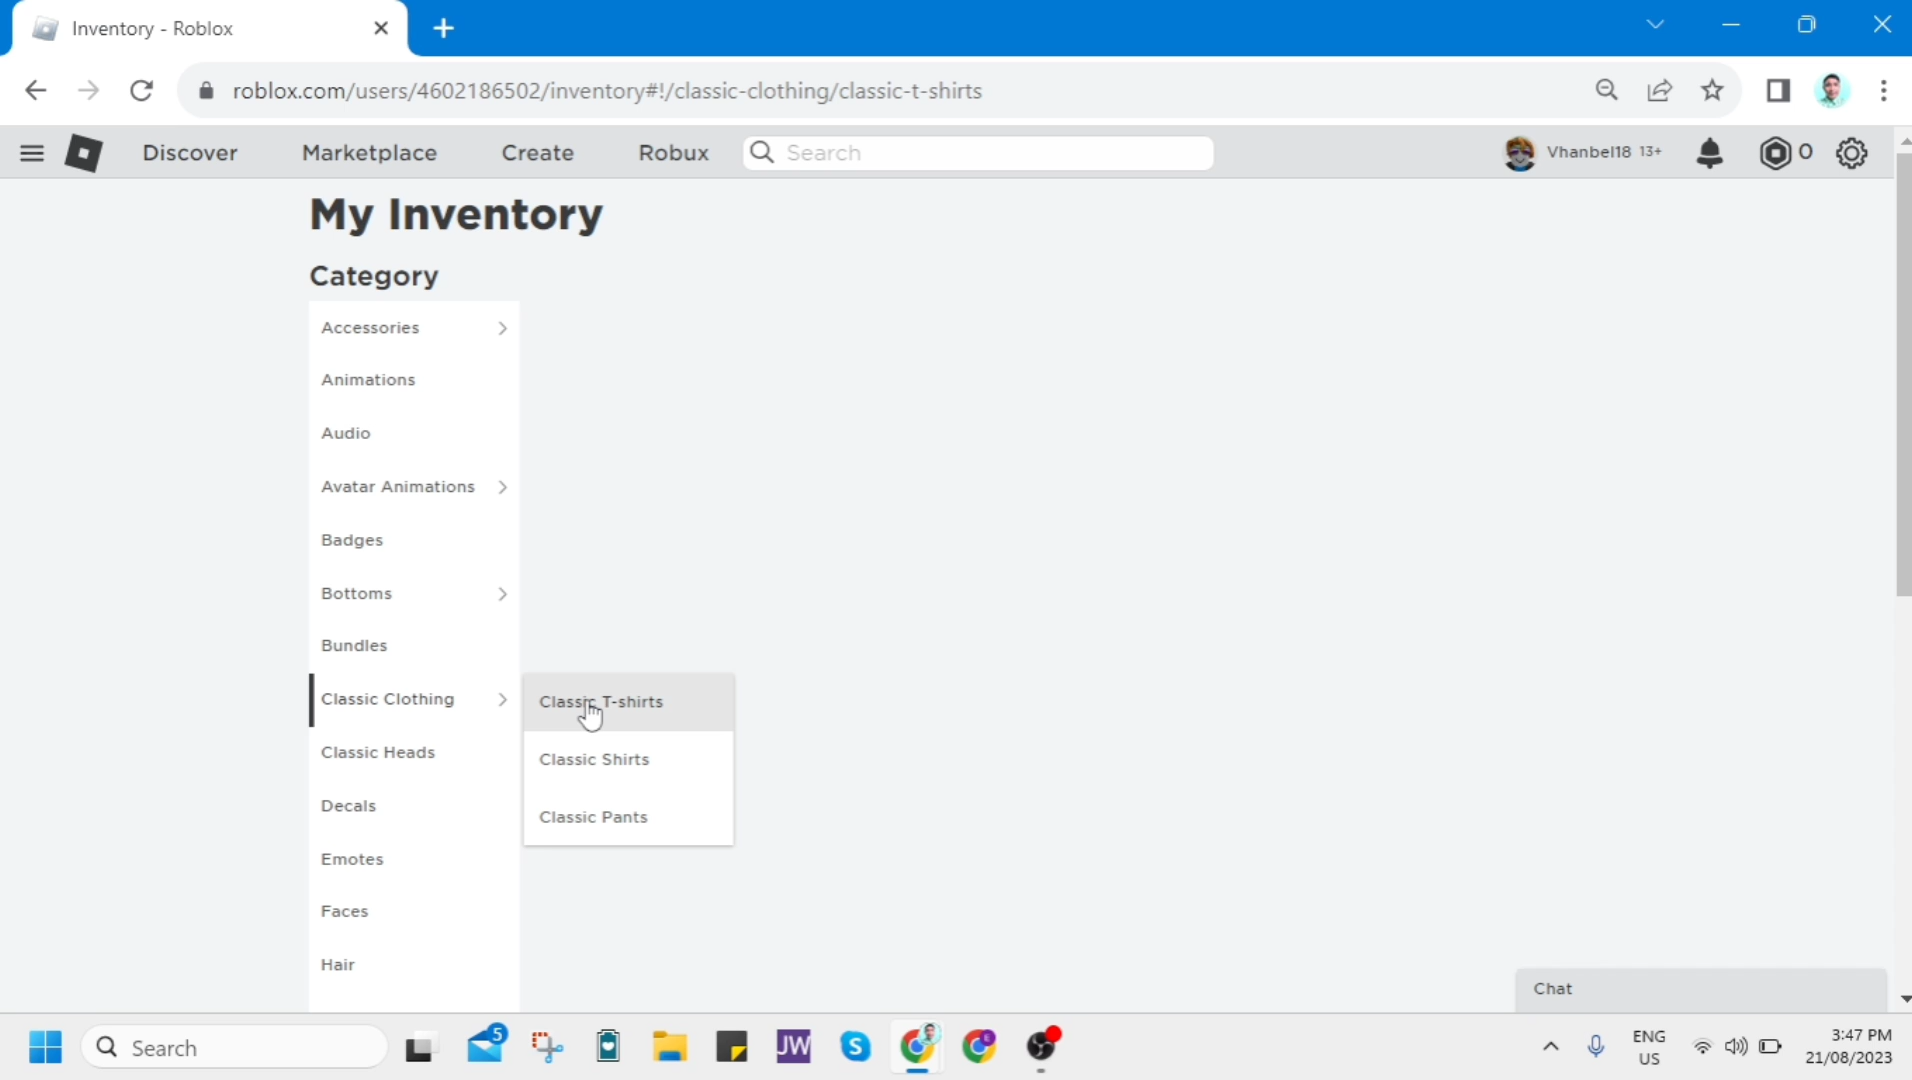 Inventory - Roblox
roblox.com/users/4602186502/inventory#!/classic-clothing/classic-t-shirts
Discover Marketplace Create Robux Search Vhanbel18 13+ 0
My Inventory
Category
Accessories
Animations
Audio
Avatar Animations
Badges
Bottoms
Bundles
Classic Clothing
Classic T-shirts
Classic Shirts
Classic Pants
Classic Heads
Decals
Emotes
Faces
Hair
Chat
Search
5
JW
S
E
ENG
US
3:47 PM
21/08/2023